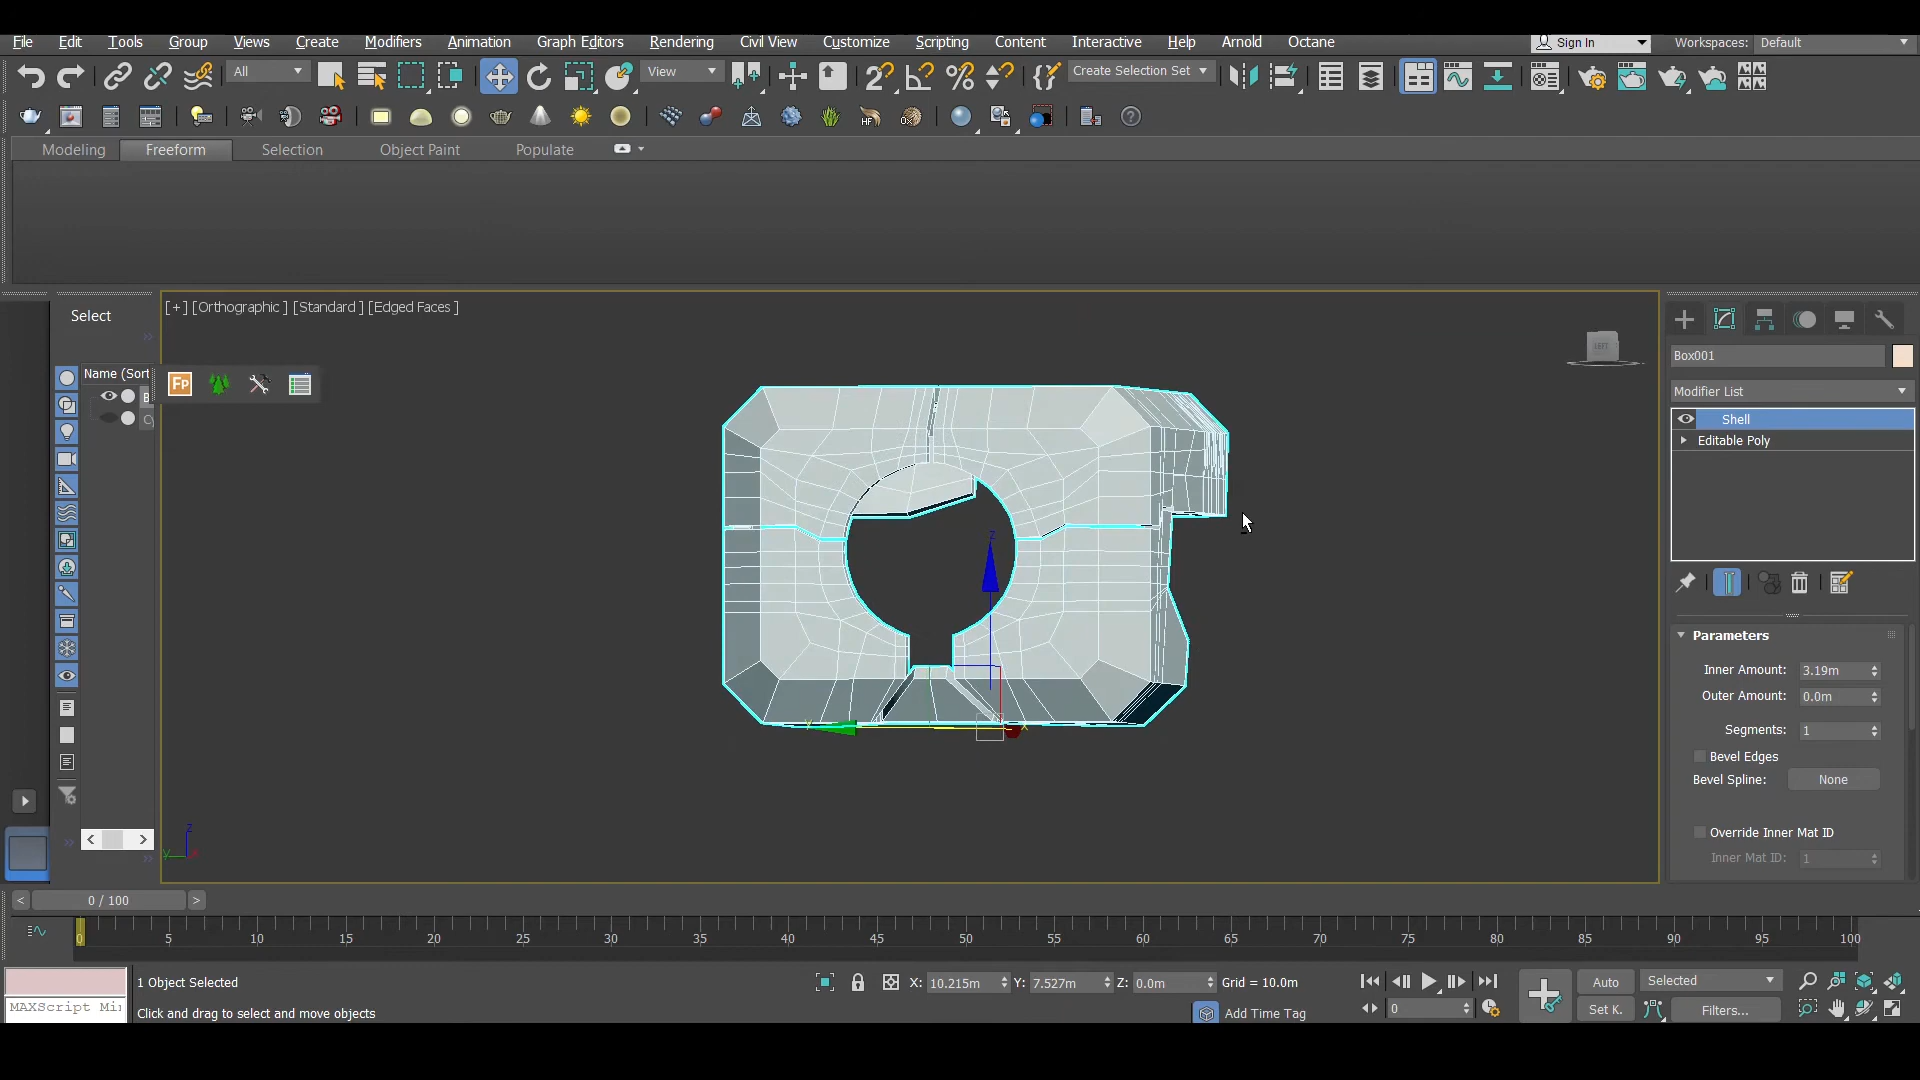 File Edit Tools Group Views Create Modifiers Animation Graph Editors Rendering Civil View Customize Scripting Content Interactive Help Arnold Octane Sign In Workspaces: Default
All View Create Selection Set
Modeling Freeform Selection Object Paint Populate
[+] [Orthographic ] [Standard ] [Edged Faces ]
Select
Name (Sort
Fp
LEFT
Box001
Modifier List
Shell
Editable Poly
Parameters
Inner Amount: 3.19m
Outer Amount: 0.0m
Segments: 1
Bevel Edges
Bevel Spline: None
Override Inner Mat ID
Inner Mat ID: 1
z
y x
z
y
< 0 / 100 >
0 5 10 15 20 25 30 35 40 45 50 55 60 65 70 75 80 85 90 95 100
1 Object Selected X: 10.215m Y: 7.527m Z: 0.0m Grid = 10.0m Auto Selected
MAXScript Mi
Click and drag to select and move objects Add Time Tag 0 Set K. Filters...